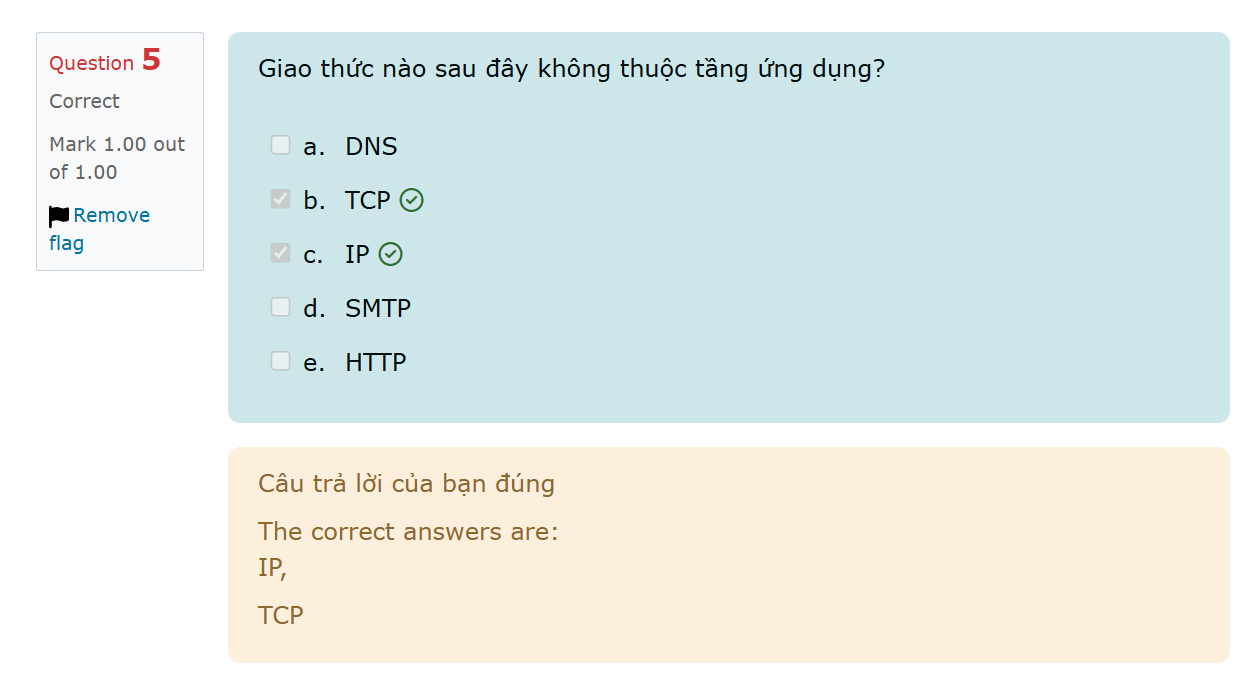 Question 5
Correct
Mark 1.00 out
of 1.00
Remove
flag
Giao thức nào sau đây không thuộc tầng ứng dụng?
a. DNS
b. TCP
c. IP
d. SMTP
e. HTTP
Câu trả lời của bạn đúng
The correct answers are:
IP,
TCP